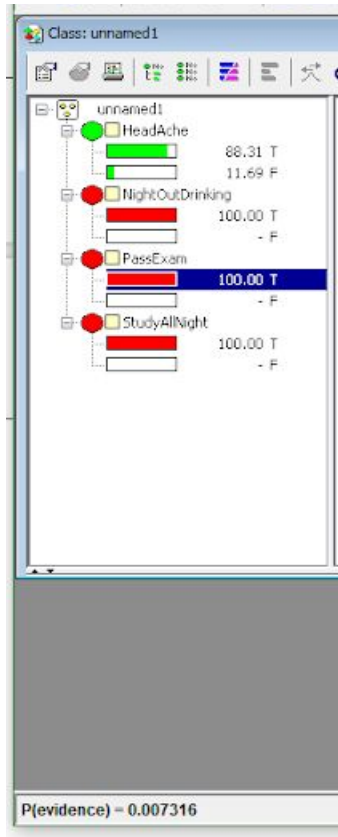 Class: unnamed1
unnamed1
HeadAche
88.31 T
11.69 F
NightOutDrinking
100.00 T
- F
PassExam
100.00 T
- F
StudyAllNight
100.00 T
- F
P(evidence) = 0.007316